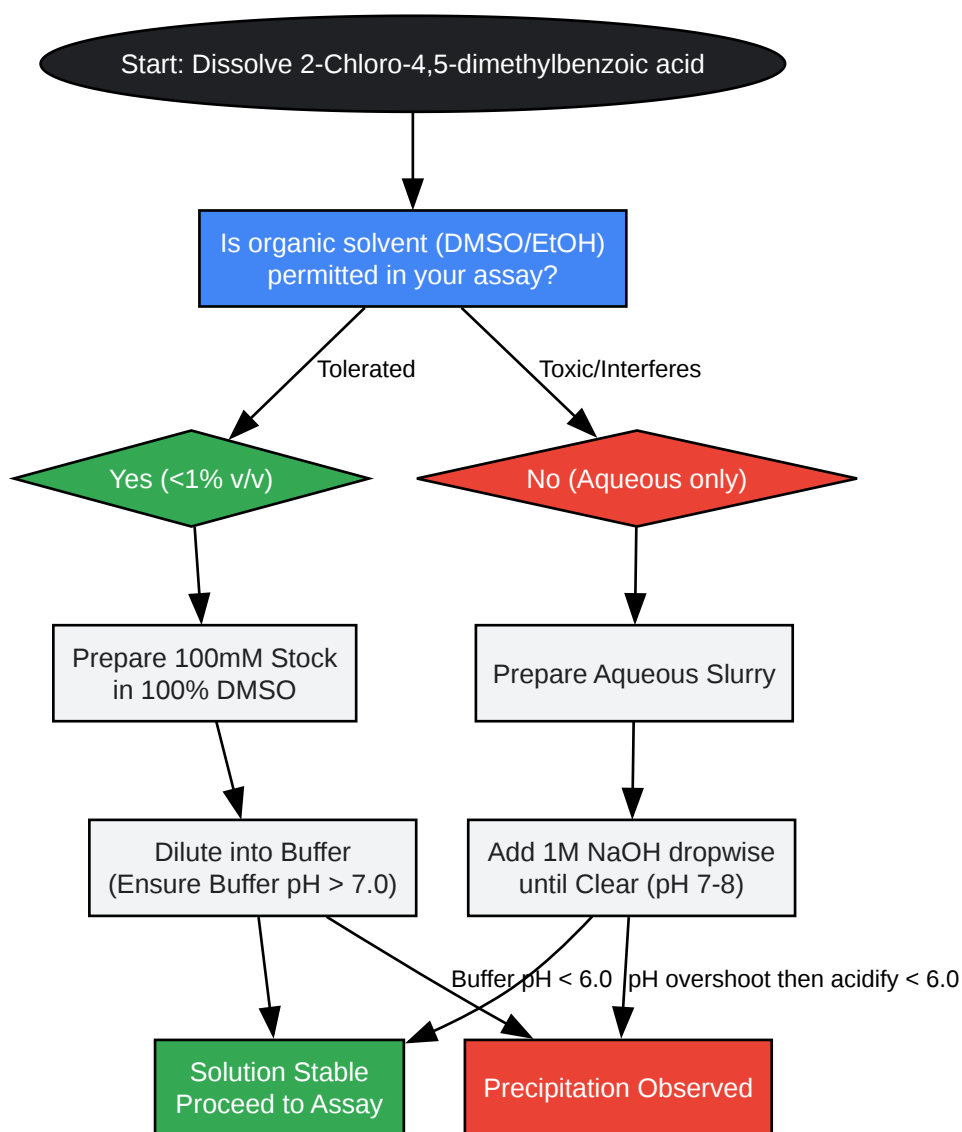 Start: Dissolve 2-Chloro-4,5-dimethylbenzoic acid
Is organic solvent (DMSO/EtOH)
permitted in your assay?
Tolerated
Toxic/Interferes
Yes (<1% v/v)
No (Aqueous only)
Prepare 100mM Stock
in 100% DMSO
Prepare Aqueous Slurry
Dilute into Buffer
(Ensure Buffer pH > 7.0)
Add 1M NaOH dropwise
until Clear (pH 7-8)
Buffer pH < 6.0
pH overshoot then acidify < 6.0
Solution Stable
Proceed to Assay
Precipitation Observed